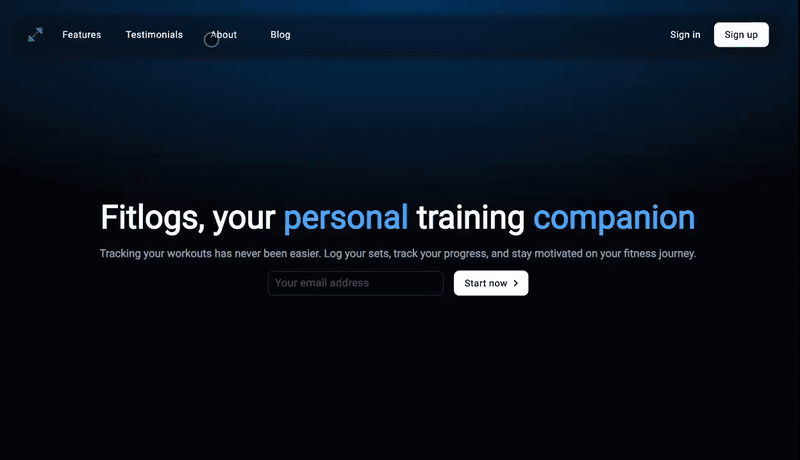 Features Testimonials About Blog Sign in Sign up
Fitlogs, your personal training companion
Tracking your workouts has never been easier. Log your sets, track your progress, and stay motivated on your fitness journey.
Your email address Start now